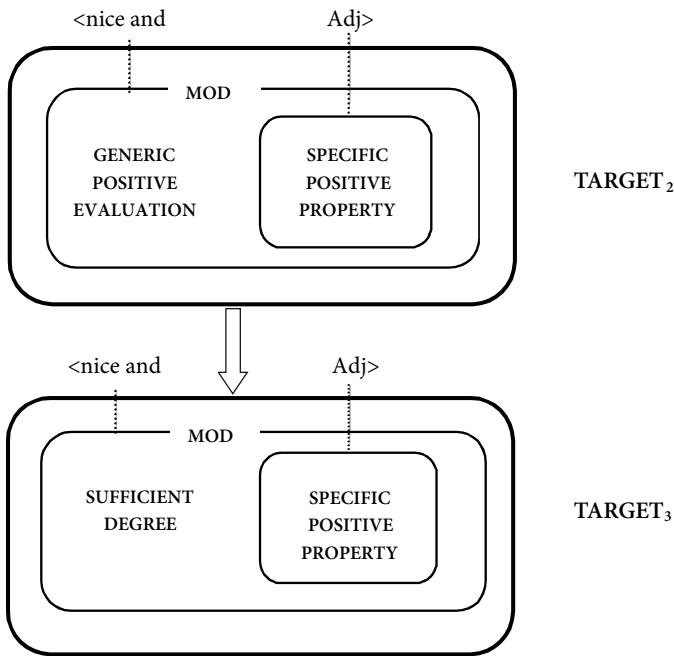 <nice and Adj>
MOD
GENERIC
POSITIVE
EVALUATION
SPECIFIC
POSITIVE
PROPERTY
TARGET₂
<nice and Adj>
MOD
SUFFICIENT
DEGREE
SPECIFIC
POSITIVE
PROPERTY
TARGET₃